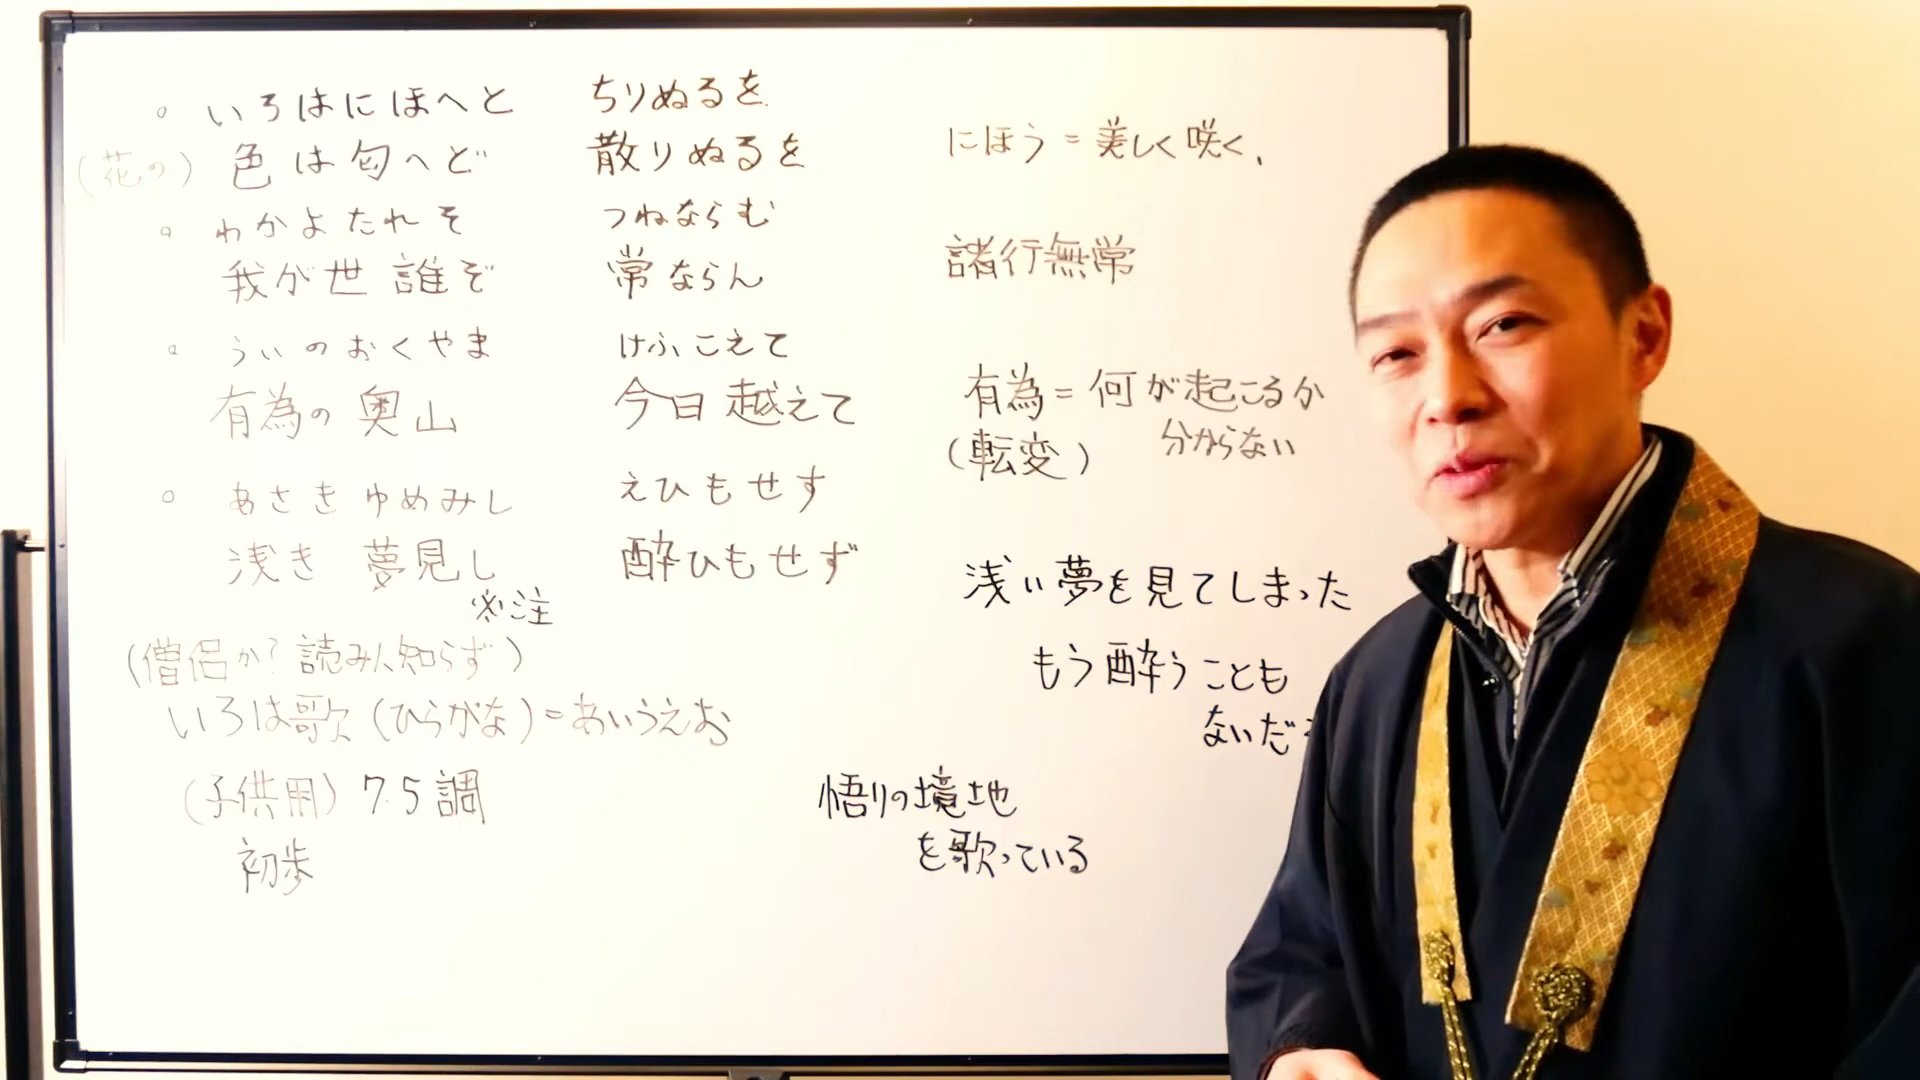 。いろはにほへと ちりぬるを
(花の) 色は匂へど 散りぬるを
にほう=美しく咲く、
。わかよたれそ つねならむ
我が世誰ぞ 常ならん
諸行無常
。うゐのおくやま けふこえて
有為の奥山 今日越えて
有為=何が起こるか
分からない
(転変)
。あさきゆめみし えひもせす
浅き 夢見し 酔ひもせず
※注
浅い夢を見てしまった
もう酔うことも
ないだ
(僧侶か?読み人知らず)
いろは歌(ひらがな)=あいうえお
(子供用)7.5調
初歩
悟りの境地
を歌っている